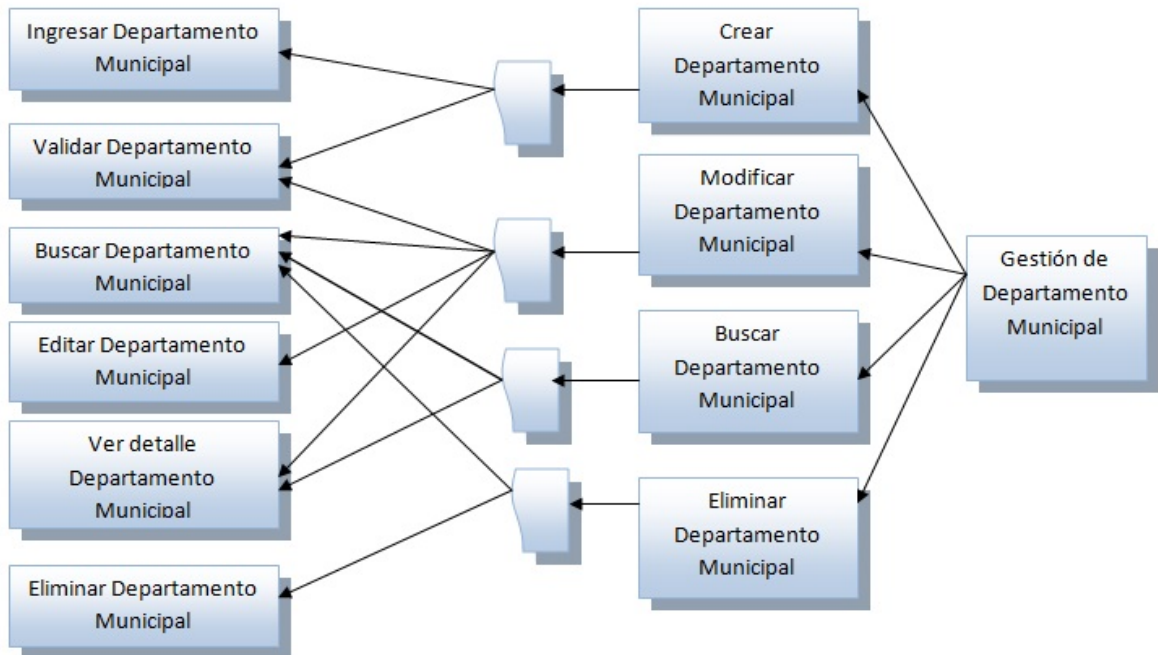 Ingresar Departamento
Municipal
Validar Departamento
Municipal
Buscar Departamento
Municipal
Editar Departamento
Municipal
Ver detalle
Departamento
Municipal
Eliminar Departamento
Municipal
Crear
Departamento
Municipal
Modificar
Departamento
Municipal
Buscar
Departamento
Municipal
Eliminar
Departamento
Municipal
Gestión de
Departamento
Municipal